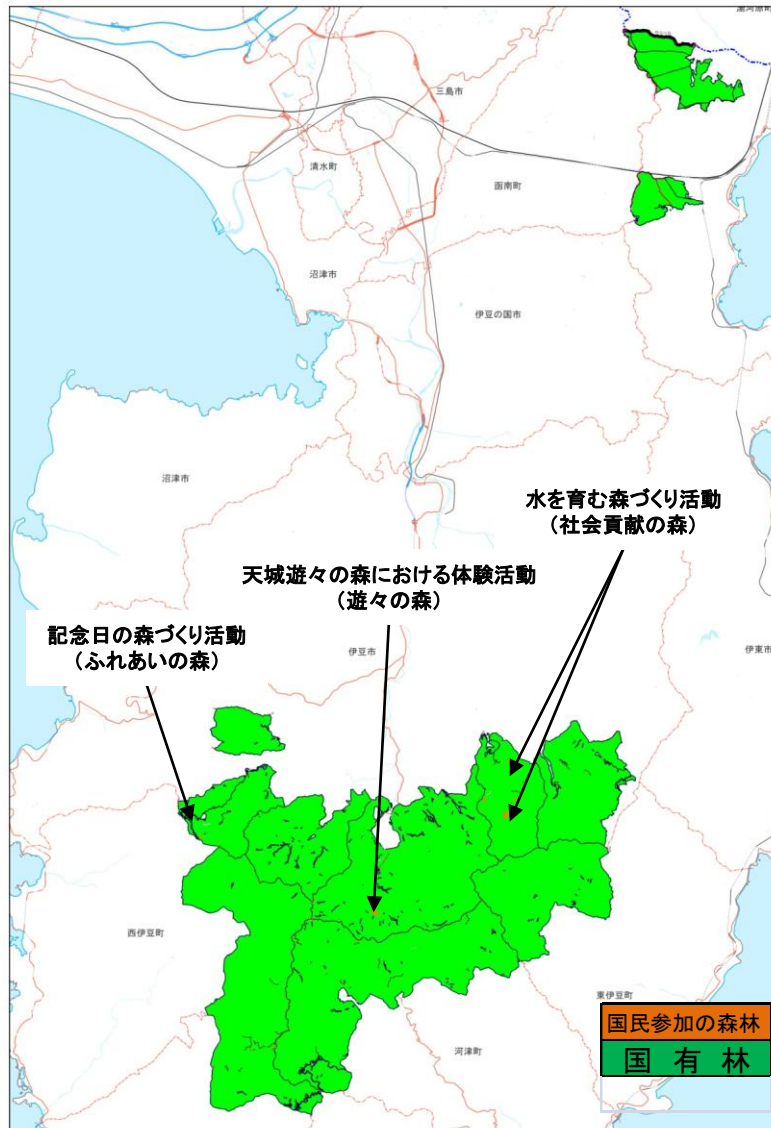 湯河原町
三島市
清水町
函南町
沼津市
伊豆の国市
沼津市
水を育む森づくり活動
(社会貢献の森)
天城遊々の森における体験活動
(遊々の森)
記念日の森づくり活動
(ふれあいの森)
伊豆市
伊東市
西伊豆町
東伊豆町
国民参加の森林
国有林
河津町